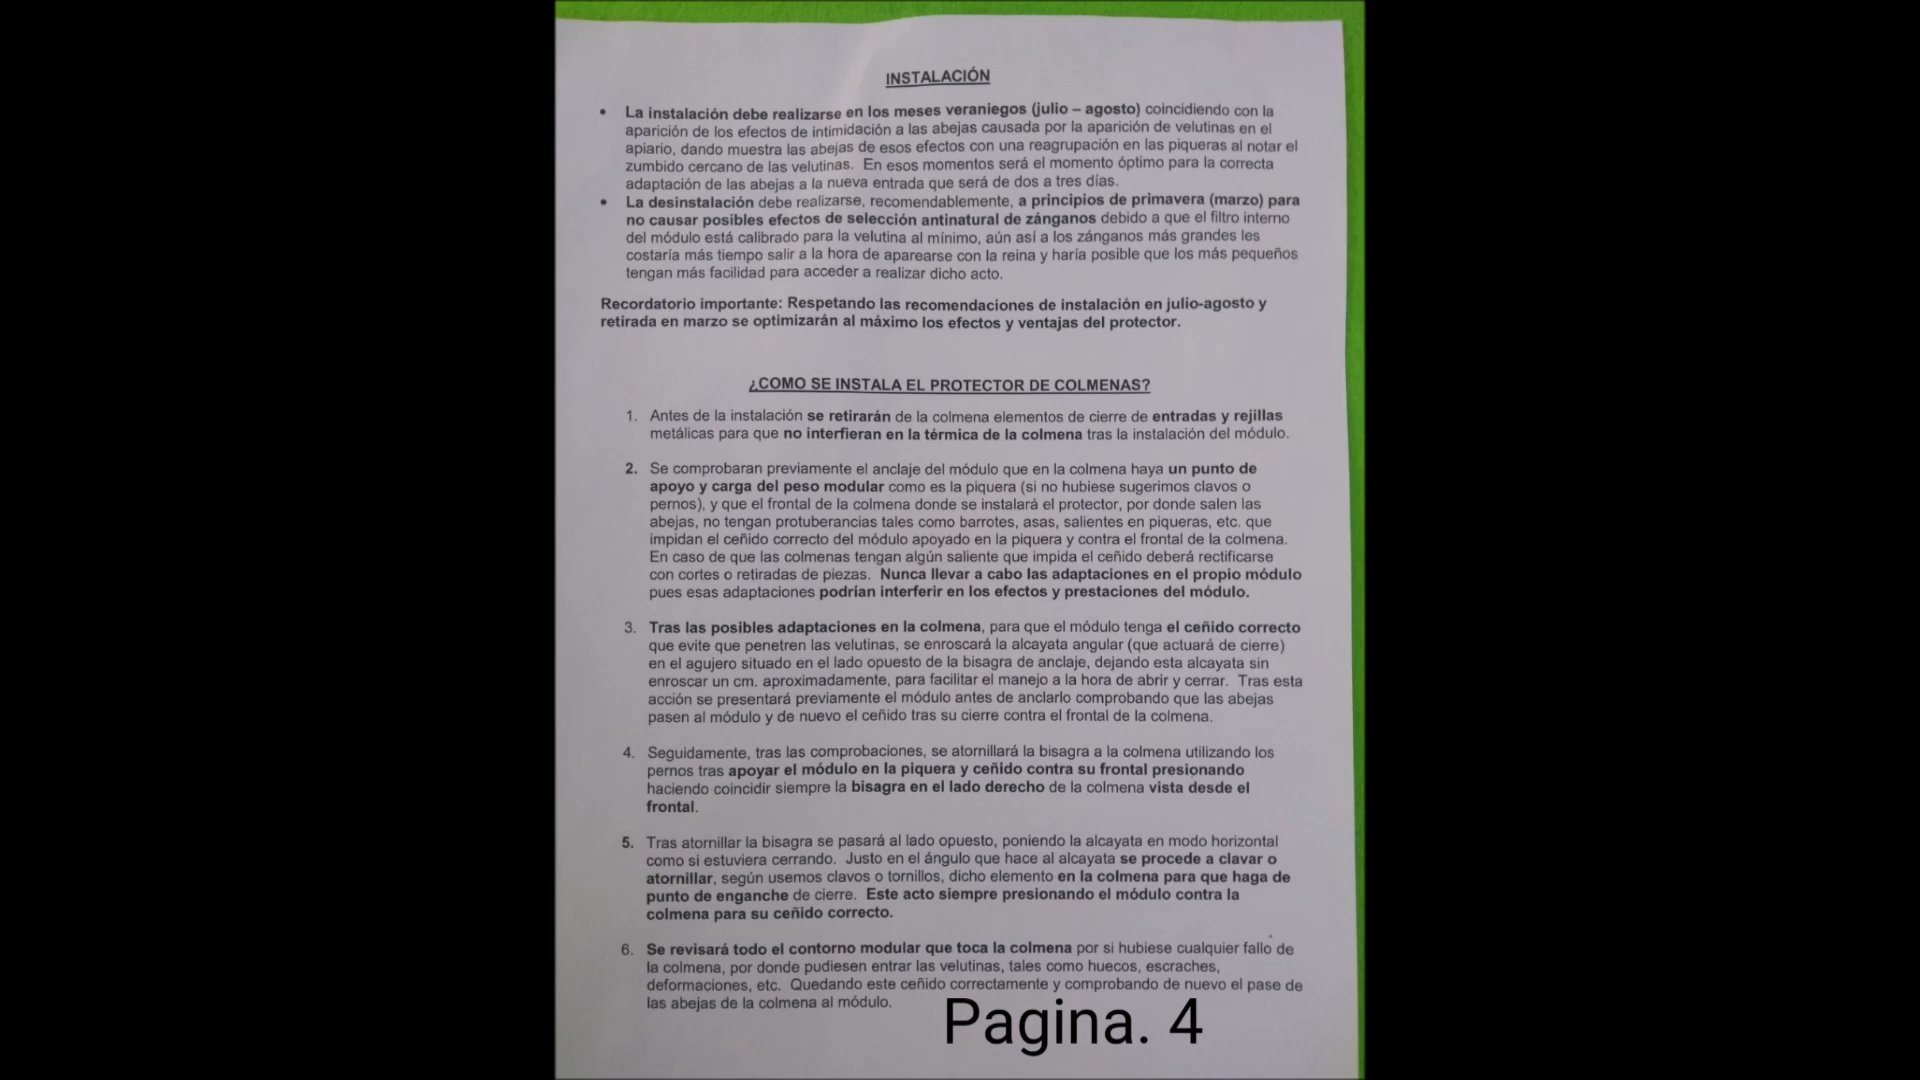 INSTALACIÓN
• La instalación debe realizarse en los meses veraniegos (julio – agosto) coincidiendo con la
aparición de los efectos de intimidación a las abejas causada por la aparición de velutinas en el
apiario, dando muestra las abejas de esos efectos con una reagrupación en las piqueras al notar el
zumbido cercano de las velutinas. En esos momentos será el momento óptimo para la correcta
adaptación de las abejas a la nueva entrada que será de dos a tres días.
• La desinstalación debe realizarse, recomendablemente, a principios de primavera (marzo) para
no causar posibles efectos de selección antinatural de zánganos debido a que el filtro interno
del módulo está calibrado para la velutina al mínimo, aún así a los zánganos más grandes les
costaría más tiempo salir a la hora de aparearse con la reina y haría posible que los más pequeños
tengan más facilidad para acceder a realizar dicho acto.
Recordatorio importante: Respetando las recomendaciones de instalación en julio-agosto y
retirada en marzo se optimizarán al máximo los efectos y ventajas del protector.
¿COMO SE INSTALA EL PROTECTOR DE COLMENAS?
1. Antes de la instalación se retirarán de la colmena elementos de cierre de entradas y rejillas
metálicas para que no interfieran en la térmica de la colmena tras la instalación del módulo.
2. Se comprobaran previamente el anclaje del módulo que en la colmena haya un punto de
apoyo y carga del peso modular como es la piquera (si no hubiese sugerimos clavos o
pernos), y que el frontal de la colmena donde se instalará el protector, por donde salen las
abejas, no tengan protuberancias tales como barrotes, asas, salientes en piqueras, etc. que
impidan el ceñido correcto del módulo apoyado en la piquera y contra el frontal de la colmena.
En caso de que las colmenas tengan algún saliente que impida el ceñido deberá rectificarse
con cortes o retiradas de piezas. Nunca llevar a cabo las adaptaciones en el propio módulo
pues esas adaptaciones podrían interferir en los efectos y prestaciones del módulo.
3. Tras las posibles adaptaciones en la colmena, para que el módulo tenga el ceñido correcto
que evite que penetren las velutinas, se enroscará la alcayata angular (que actuará de cierre)
en el agujero situado en el lado opuesto de la bisagra de anclaje, dejando esta alcayata sin
enroscar un cm. aproximadamente, para facilitar el manejo a la hora de abrir y cerrar. Tras esta
acción se presentará previamente el módulo antes de anclarlo comprobando que las abejas
pasen al módulo y de nuevo el ceñido tras su cierre contra el frontal de la colmena.
4. Seguidamente, tras las comprobaciones, se atornillará la bisagra a la colmena utilizando los
pernos tras apoyar el módulo en la piquera y ceñido contra su frontal presionando
haciendo coincidir siempre la bisagra en el lado derecho de la colmena vista desde el
frontal.
5. Tras atornillar la bisagra se pasará al lado opuesto, poniendo la alcayata en modo horizontal
como si estuviera cerrando. Justo en el ángulo que hace al alcayata se procede a clavar o
atornillar, según usemos clavos o tornillos, dicho elemento en la colmena para que haga de
punto de enganche de cierre. Este acto siempre presionando el módulo contra la
colmena para su ceñido correcto.
6. Se revisará todo el contorno modular que toca la colmena por si hubiese cualquier fallo de
la colmena, por donde pudiesen entrar las velutinas, tales como huecos, escraches,
deformaciones, etc. Quedando este ceñido correctamente y comprobando de nuevo el pase de
las abejas de la colmena al módulo.
Pagina. 4